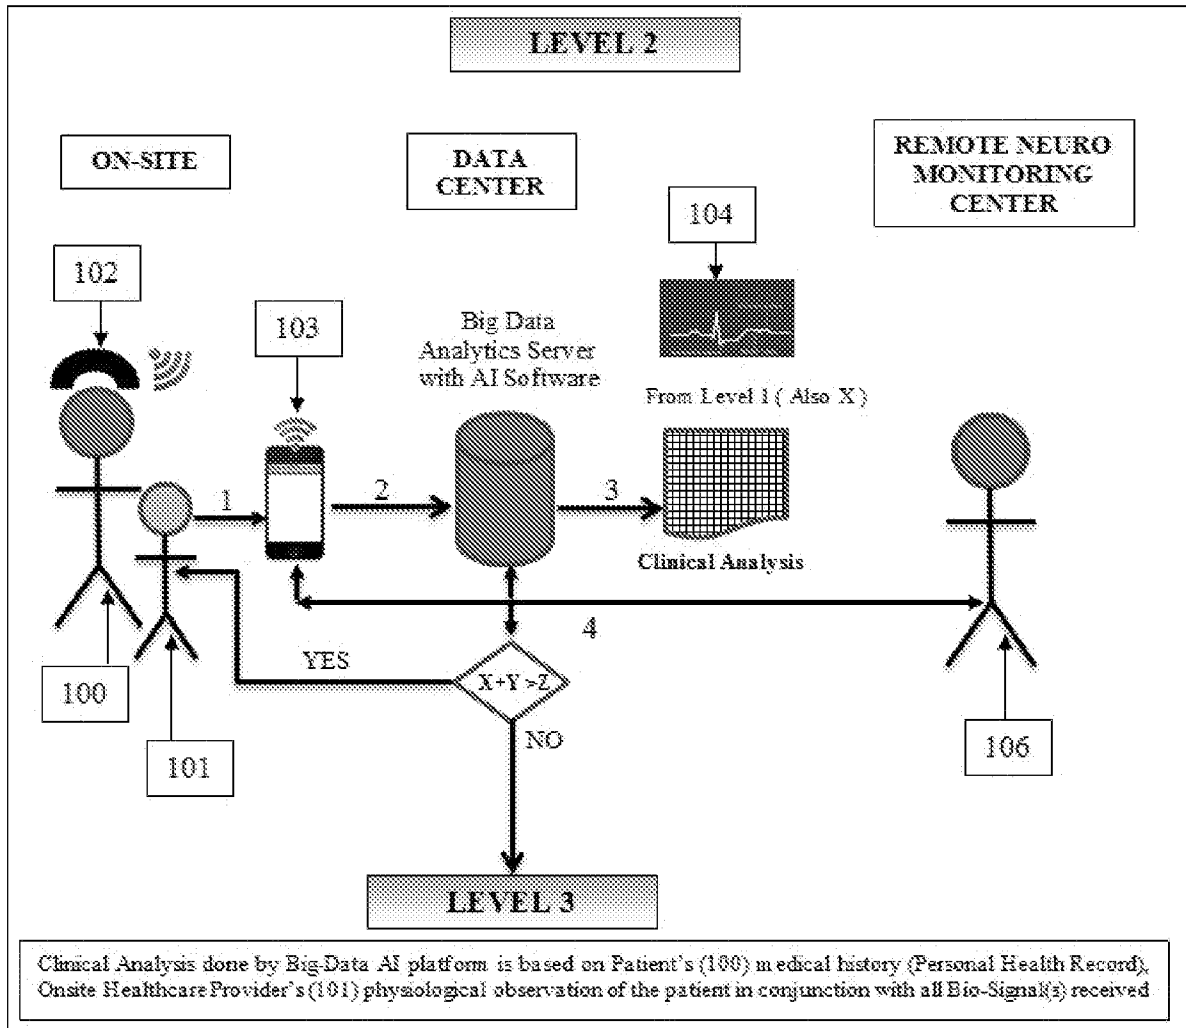 LEVEL 2
ON-SITE
DATA
CENTER
REMOTE NEURO
MONITORING
CENTER
104
102
103
Big Data
Analytics Server
with AI Software
From Level 1 ( Also X )
1
2
3
Clinical Analysis
4
YES
X+Y >Z
NO
100
101
106
LEVEL 3
Clinical Analysis done by Big-Data AI platform is based on Patient's (100) medical history (Personal Health Record),
Onsite Healthcare Provider's (101) physiological observation of the patient in conjunction with all Bio-Signal(s) received